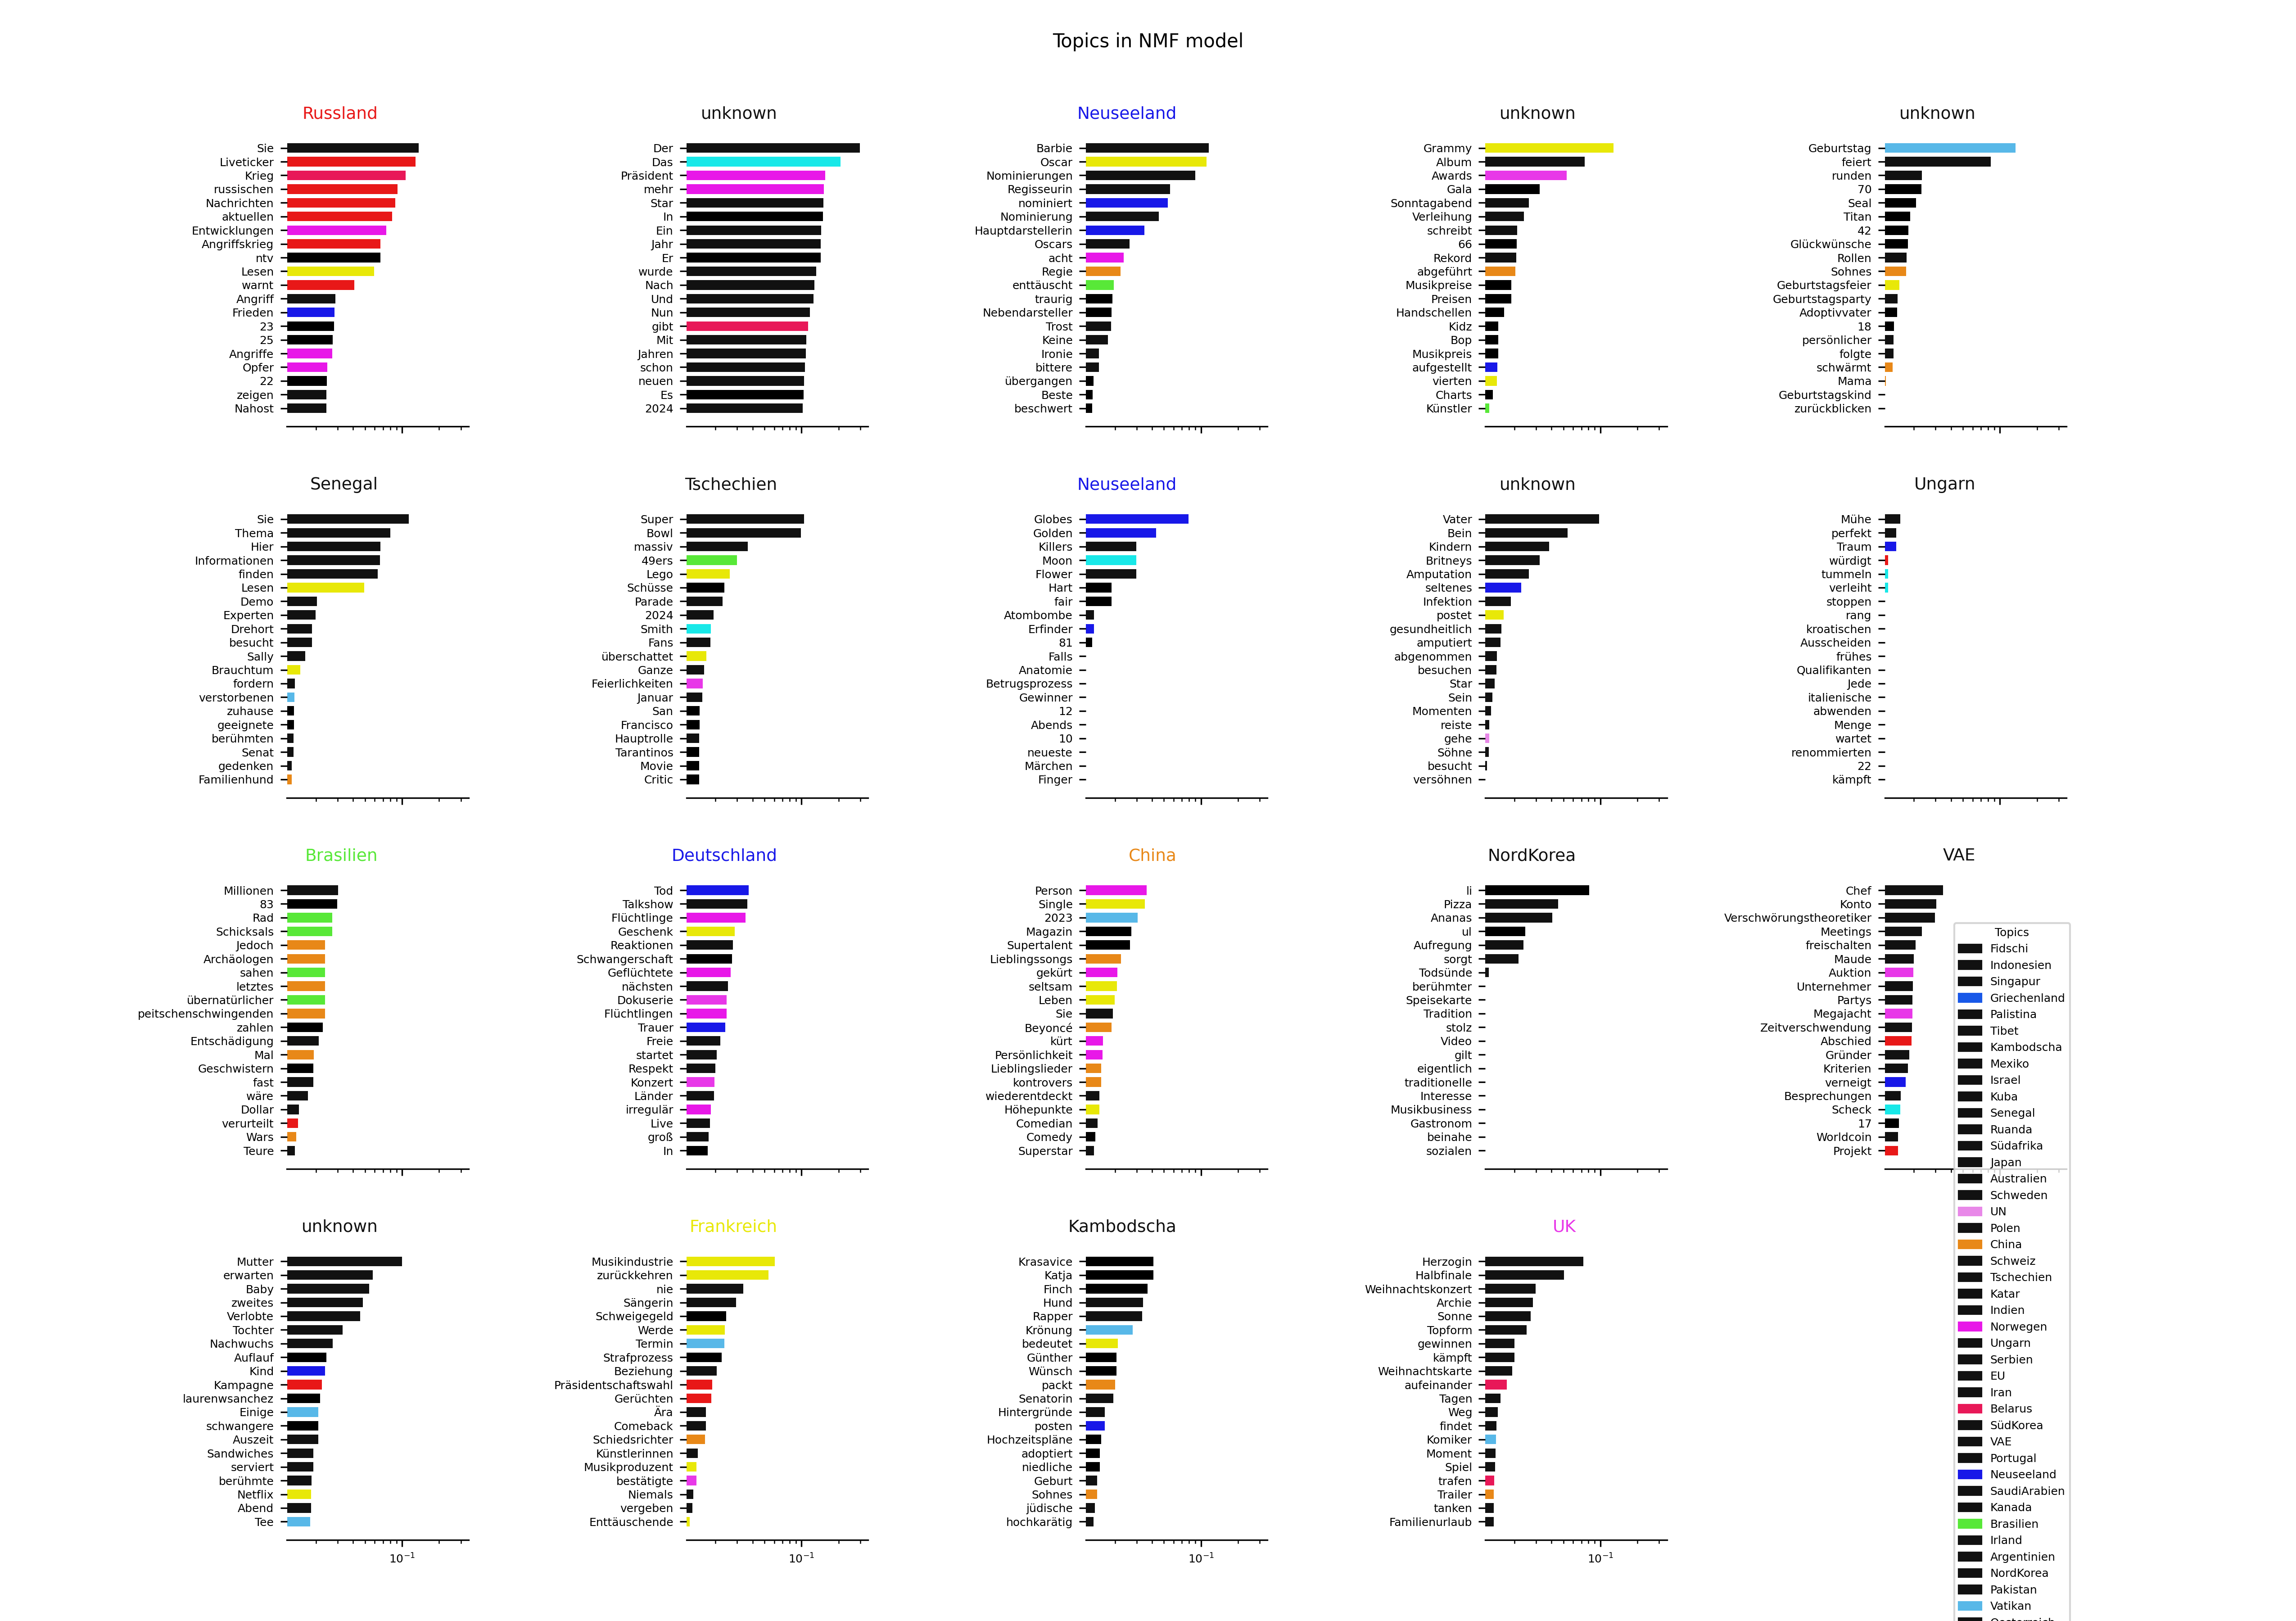 Topics in NMF model
Russland
Sie
Liveticker
Krieg
russischen
Nachrichten
aktuellen
Entwicklungen
Angriffskrieg
ntv
Lesen
warnt
Angriff
Frieden
23
25
Angriffe
Opfer
22
zeigen
Nahost
unknown
Der
Das
Präsident
mehr
Star
In
Ein
Jahr
Er
wurde
Nach
Und
Nun
gibt
Mit
Jahren
schon
neuen
Es
2024
Neuseeland
Barbie
Oscar
Nominierungen
Regisseurin
nominiert
Nominierung
Hauptdarstellerin
Oscars
acht
Regie
enttäuscht
traurig
Nebendarsteller
Trost
Keine
Ironie
bittere
übergangen
Beste
beschwert
unknown
Grammy
Album
Awards
Gala
Sonntagabend
Verleihung
schreibt
66
Rekord
abgeführt
Musikpreise
Preisen
Handschellen
Kidz
Bop
Musikpreis
aufgestellt
vierten
Charts
Künstler
unknown
Geburtstag
feiert
runden
70
Seal
Titan
42
Glückwünsche
Rollen
Sohnes
Geburtstagsfeier
Geburtstagsparty
Adoptivvater
18
persönlicher
folgte
schwärmt
Mama
Geburtstagskind
zurückblicken
Senegal
Sie
Thema
Hier
Informationen
finden
Lesen
Demo
Experten
Drehort
besucht
Sally
Brauchtum
fordern
verstorbenen
zuhause
geeignete
berühmten
Senat
gedenken
Familienhund
Tschechien
Super
Bowl
massiv
49ers
Lego
Schüsse
Parade
2024
Smith
Fans
überschattet
Ganze
Feierlichkeiten
Januar
San
Francisco
Hauptrolle
Tarantinos
Movie
Critic
Neuseeland
Globes
Golden
Killers
Moon
Flower
Hart
fair
Atombombe
Erfinder
81
Falls
Anatomie
Betrugsprozess
Gewinner
12
Abends
10
neueste
Märchen
Finger
unknown
Vater
Bein
Kindern
Britneys
Amputation
seltenes
Infektion
postet
gesundheitlich
amputiert
abgenommen
besuchen
Star
Sein
Momenten
reiste
gehe
Söhne
besucht
versöhnen
Ungarn
Mühe
perfekt
Traum
würdigt
tummeln
verleiht
stoppen
rang
kroatischen
Ausscheiden
frühes
Qualifikanten
Jede
italienische
abwenden
Menge
wartet
renommierten
22
kämpft
Brasilien
Millionen
83
Rad
Schicksals
Jedoch
Archäologen
sahen
letztes
übernatürlicher
peitschenschwingenden
zahlen
Entschädigung
Mal
Geschwistern
fast
wäre
Dollar
verurteilt
Wars
Teure
Deutschland
Tod
Talkshow
Flüchtlinge
Geschenk
Reaktionen
Schwangerschaft
Geflüchtete
nächsten
Dokuserie
Flüchtlingen
Trauer
Freie
startet
Respekt
Konzert
Länder
irregulär
Live
groß
In
China
Person
Single
2023
Magazin
Supertalent
Lieblingssongs
gekürt
seltsam
Leben
Sie
Beyoncé
kürt
Persönlichkeit
Lieblingslieder
kontrovers
wiederentdeckt
Höhepunkte
Comedian
Comedy
Superstar
NordKorea
li
Pizza
Ananas
ul
Aufregung
sorgt
Todsünde
berühmter
Speisekarte
Tradition
stolz
Video
gilt
eigentlich
traditionelle
Interesse
Musikbusiness
Gastronom
beinahe
sozialen
VAE
Chef
Konto
Verschwörungstheoretiker
Meetings
freischalten
Maude
Auktion
Unternehmer
Partys
Megajacht
Zeitverschwendung
Abschied
Gründer
Kriterien
verneigt
Besprechungen
Scheck
17
Worldcoin
Projekt
unknown
Mutter
erwarten
Baby
zweites
Verlobte
Tochter
Nachwuchs
Auflauf
Kind
Kampagne
laurenwsanchez
Einige
schwangere
Auszeit
Sandwiches
serviert
berühmte
Netflix
Abend
Tee
10⁻¹
Frankreich
Musikindustrie
zurückkehren
nie
Sängerin
Schweigegeld
Werde
Termin
Strafprozess
Beziehung
Präsidentschaftswahl
Gerüchten
Ära
Comeback
Schiedsrichter
Künstlerinnen
Musikproduzent
bestätigte
Niemals
vergeben
Enttäuschende
10⁻¹
Kambodscha
Krasavice
Katja
Finch
Hund
Rapper
Krönung
bedeutet
Günther
Wünsch
packt
Senatorin
Hintergründe
posten
Hochzeitspläne
adoptiert
niedliche
Geburt
Sohnes
jüdische
hochkarätig
10⁻¹
UK
Herzogin
Halbfinale
Weihnachtskonzert
Archie
Sonne
Topform
gewinnen
kämpft
Weihnachtskarte
aufeinander
Tagen
Weg
findet
Komiker
Moment
Spiel
trafen
Trailer
tanken
Familienurlaub
10⁻¹
Topics
Fidschi
Indonesien
Singapur
Griechenland
Palistina
Tibet
Kambodscha
Mexiko
Israel
Kuba
Senegal
Ruanda
Südafrika
Japan
Australien
Schweden
UN
Polen
China
Schweiz
Tschechien
Katar
Indien
Norwegen
Ungarn
Serbien
EU
Iran
Belarus
SüdKorea
VAE
Portugal
Neuseeland
SaudiArabien
Kanada
Brasilien
Irland
Argentinien
NordKorea
Pakistan
Vatikan